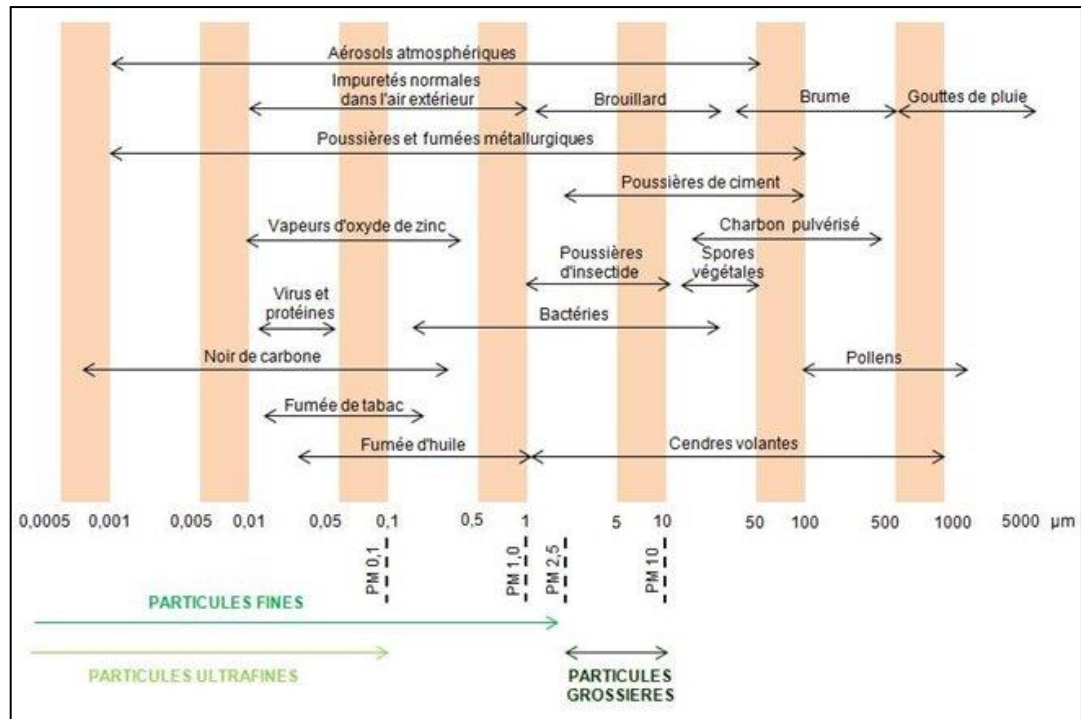 Aérosols atmosphériques
Impuretés normales
dans l'air extérieur
Brouillard
Brume
Gouttes de pluie
Poussières et fumées métallurgiques
Poussières de ciment
Vapeurs d'oxyde de zinc
Charbon pulvérisé
Poussières
d'insectide
Spores
végétales
Virus et
protéines
Bactéries
Noir de carbone
Pollens
Fumée de tabac
Fumée d'huile
Cendres volantes
0,0005 0,001 0,005 0,01 0,05 0,1 0,5 1 5 10 50 100 500 1000 5000 µm
PM 0,1
PM 1,0
PM 2,5
PM 10
PARTICULES FINES
PARTICULES ULTRAFINES
PARTICULES
GROSSIERES